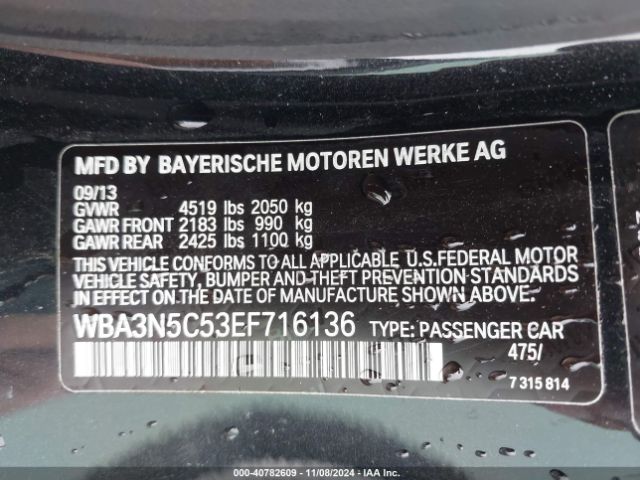 MFD BY BAYERISCHE MOTOREN WERKE AG
09/13
GVWR 4519 lbs 2050 kg
GAWR FRONT 2183 lbs 990 kg
GAWR REAR 2425 lbs 1100 kg
THIS VEHICLE CONFORMS TO ALL APPLICABLE U.S.FEDERAL MOTOR
VEHICLE SAFETY, BUMPER AND THEFT PREVENTION STANDARDS
IN EFFECT ON THE DATE OF MANUFACTURE SHOWN ABOVE.
WBA3N5C53EF716136 TYPE: PASSENGER CAR
475/
7 315 814
000-40782609 - 11/08/2024 - IAA Inc.